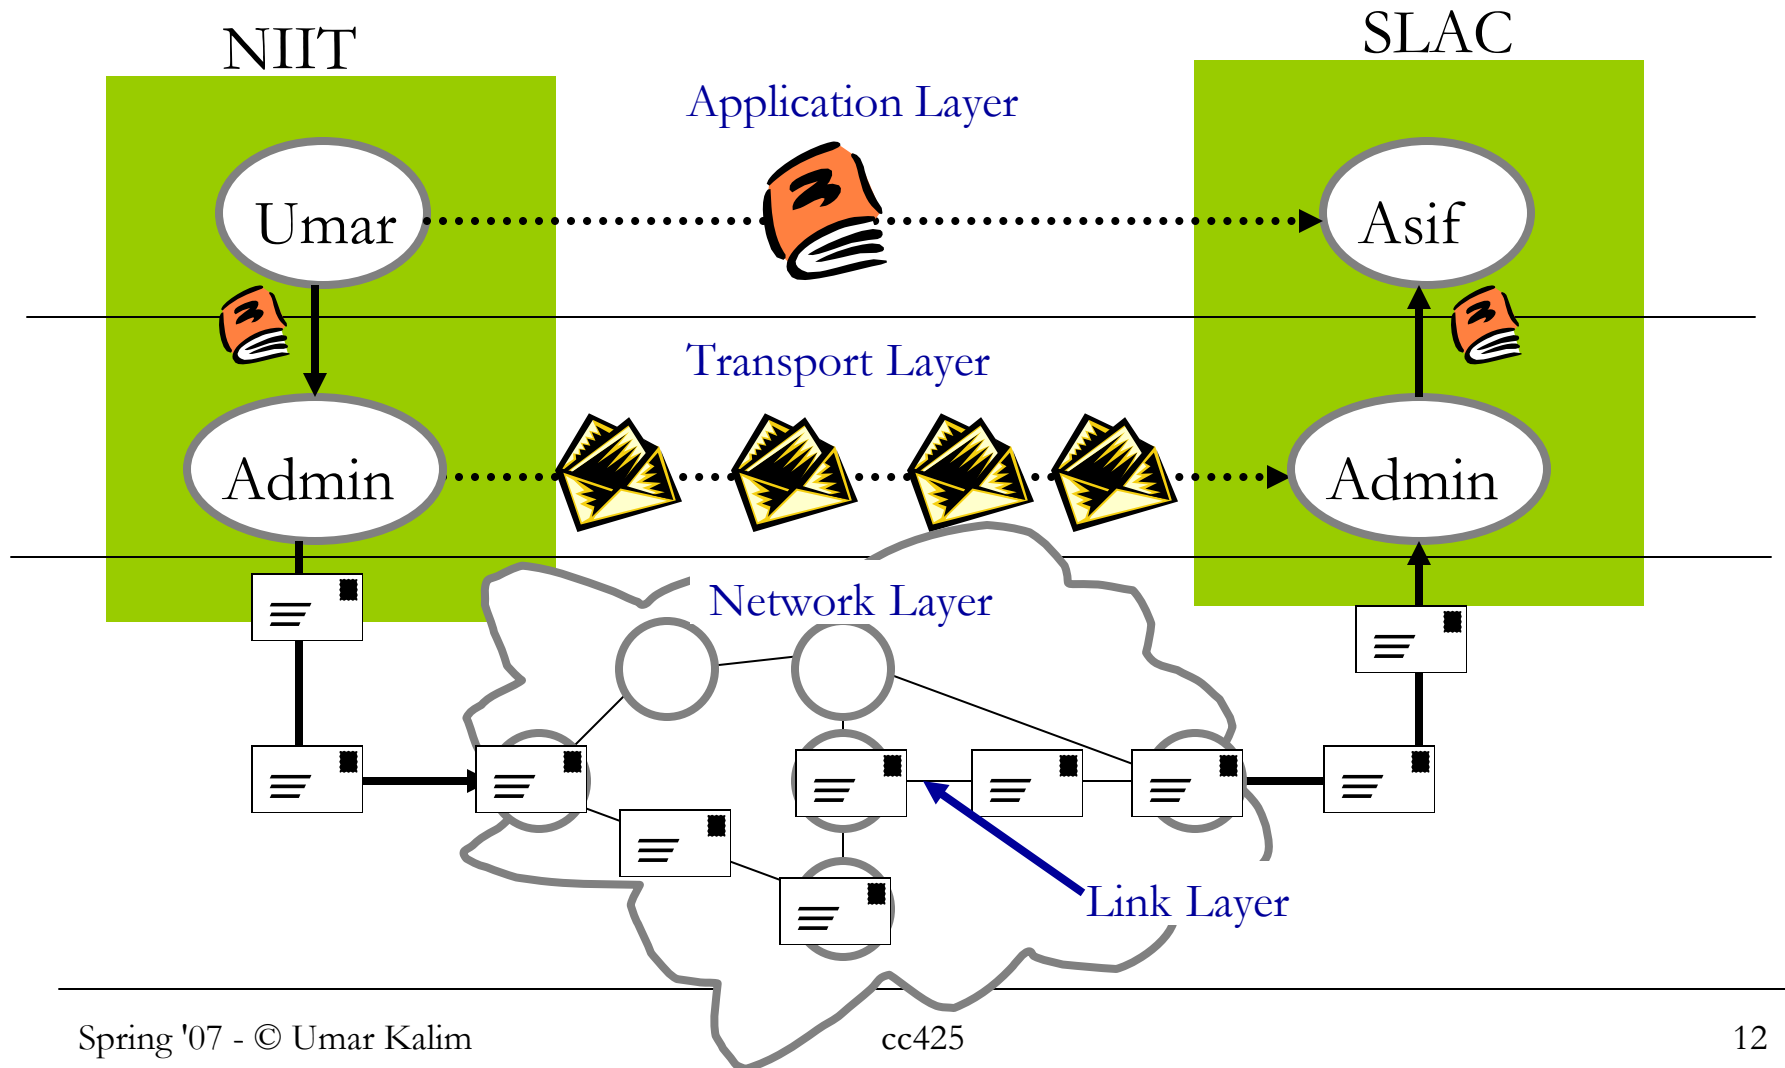 NIIT
SLAC
Application Layer
Umar
Asif
Transport Layer
Admin
Admin
Network Layer
Link Layer
Spring '07 - © Umar Kalim
cc425
12